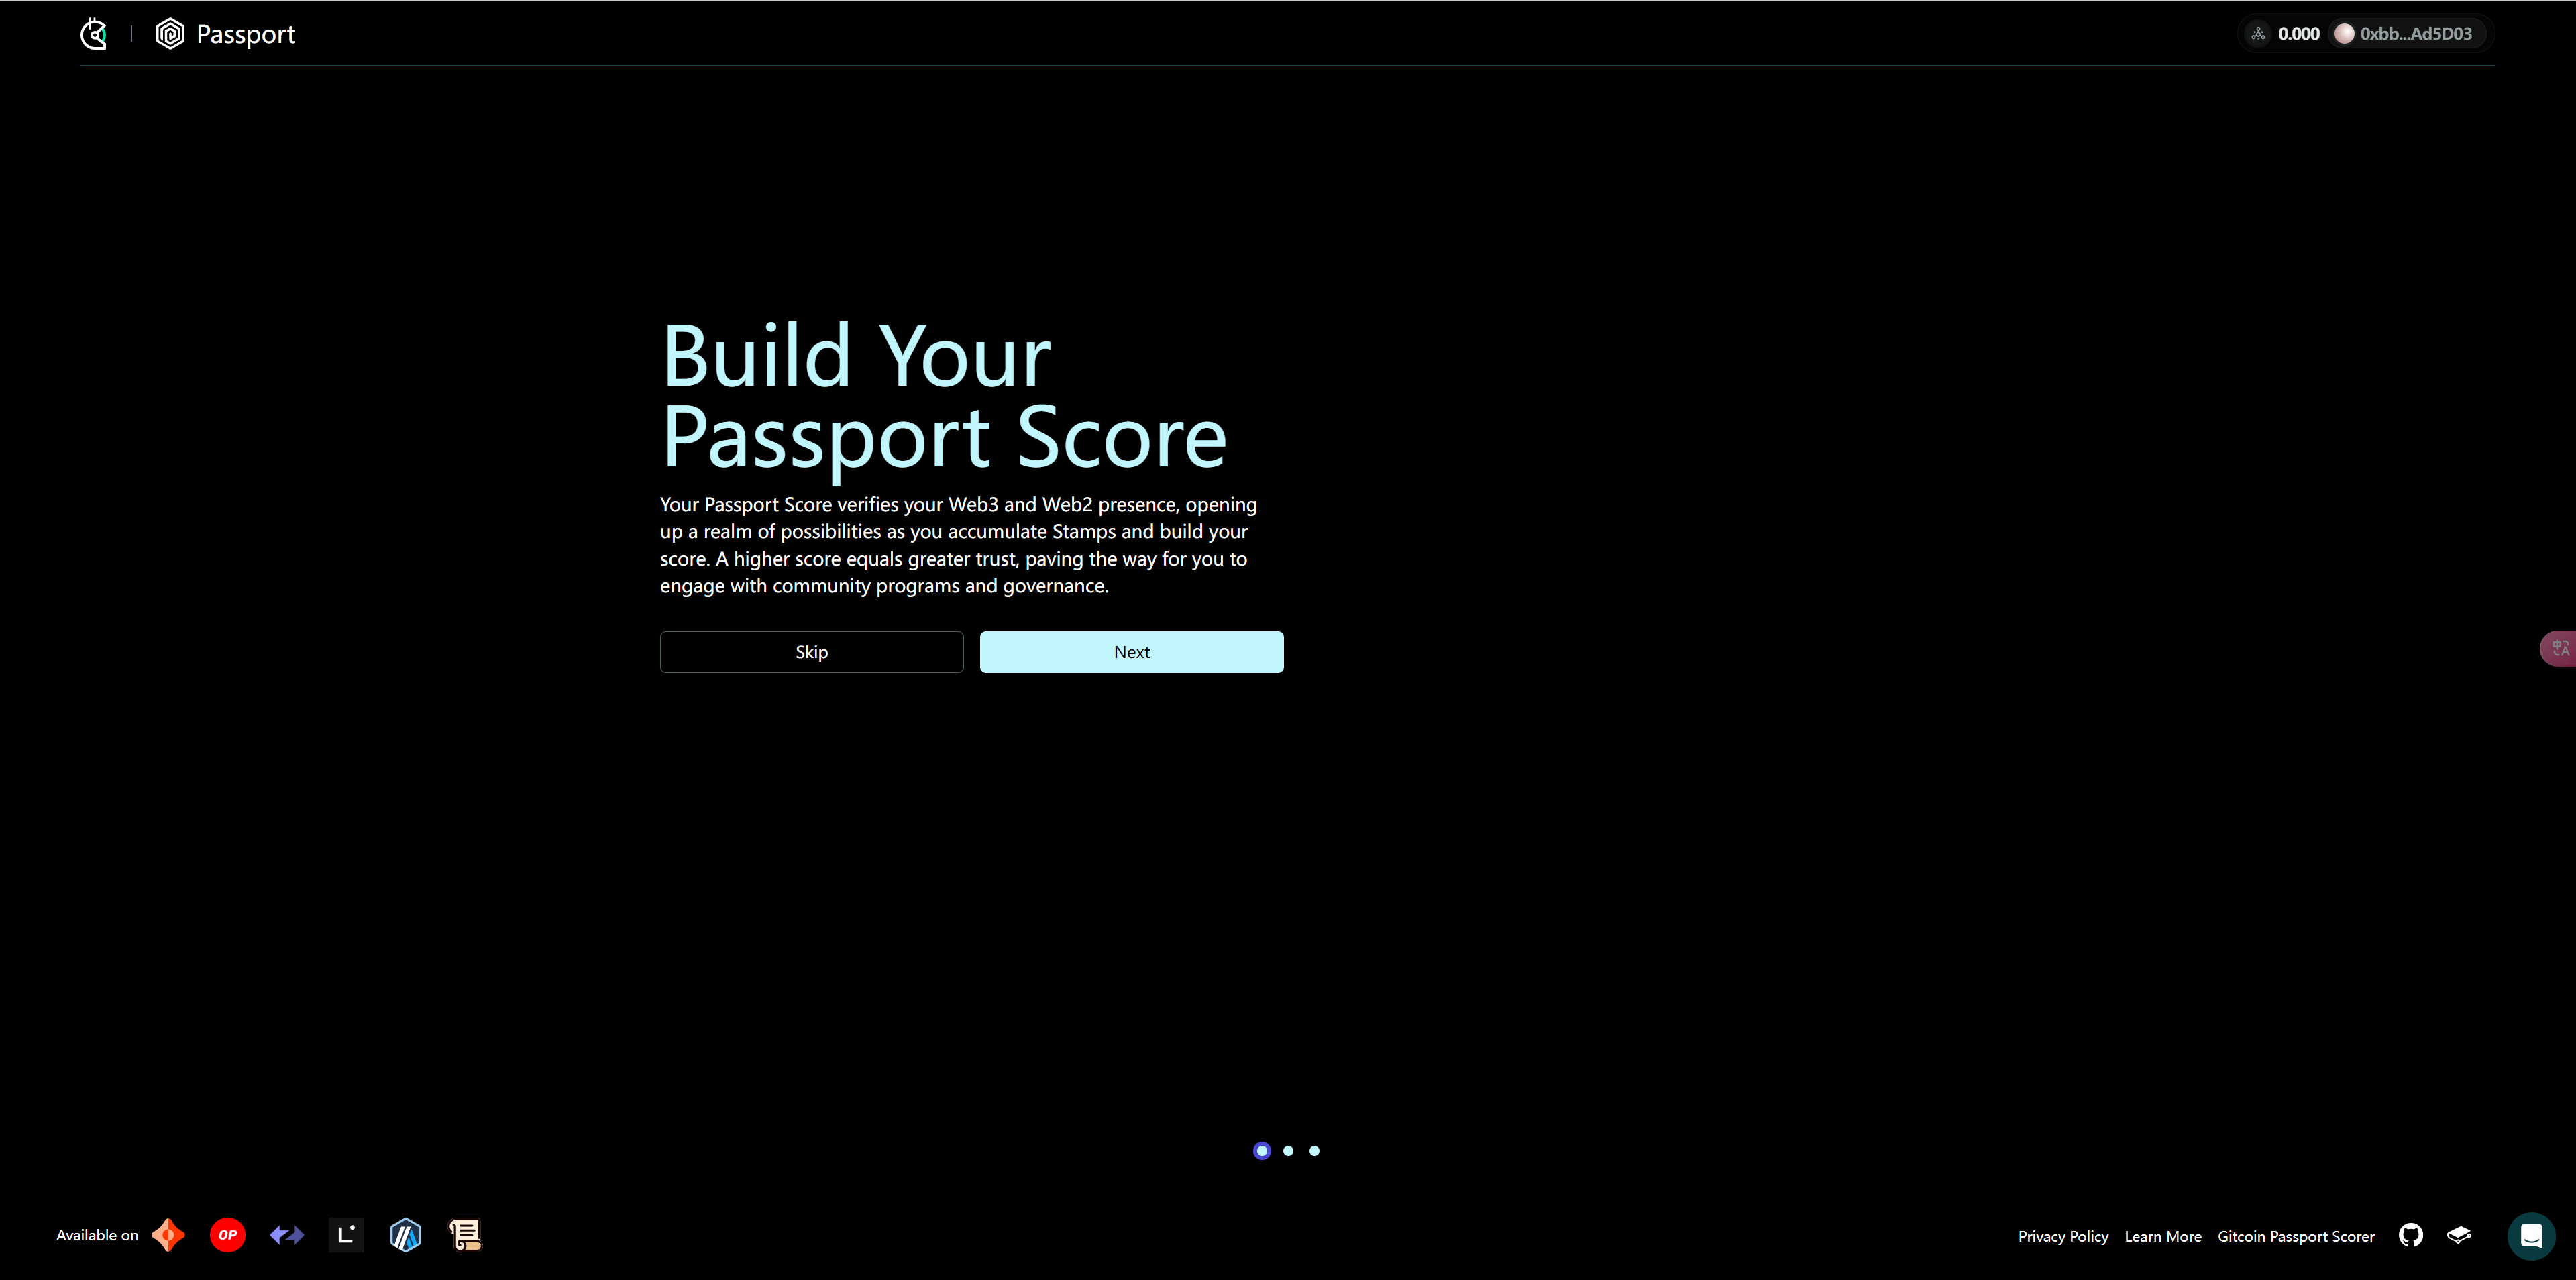 Passport
0.000
0xbb...Ad5D03
Build Your
Passport Score
Your Passport Score verifies your Web3 and Web2 presence, opening
up a realm of possibilities as you accumulate Stamps and build your
score. A higher score equals greater trust, paving the way for you to
engage with community programs and governance.
Skip
Next
中A
Available on
OP
L
Privacy Policy
Learn More
Gitcoin Passport Scorer